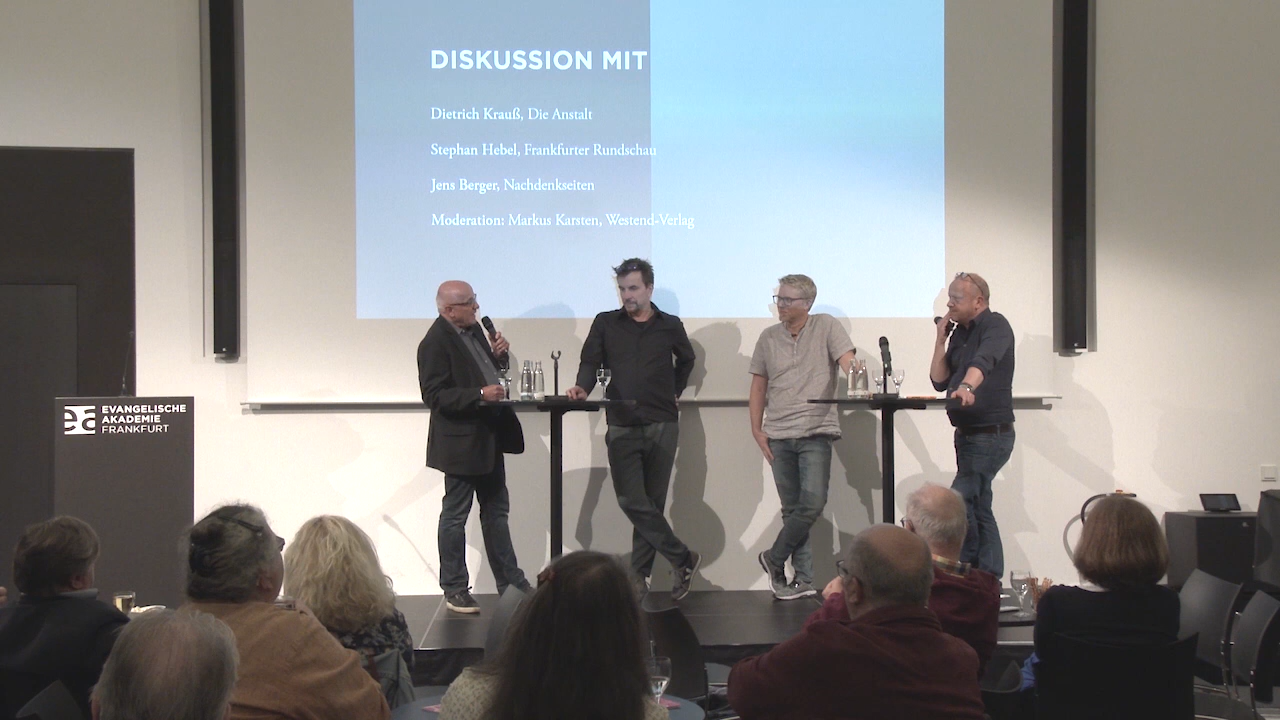 DISKUSSION MIT
Dietrich Krauß, Die Anstalt
Stephan Hebel, Frankfurter Rundschau
Jens Berger, Nachdenkseiten
Moderation: Markus Karsten, Westend-Verlag
EVANGELISCHE
AKADEMIE
FRANKFURT